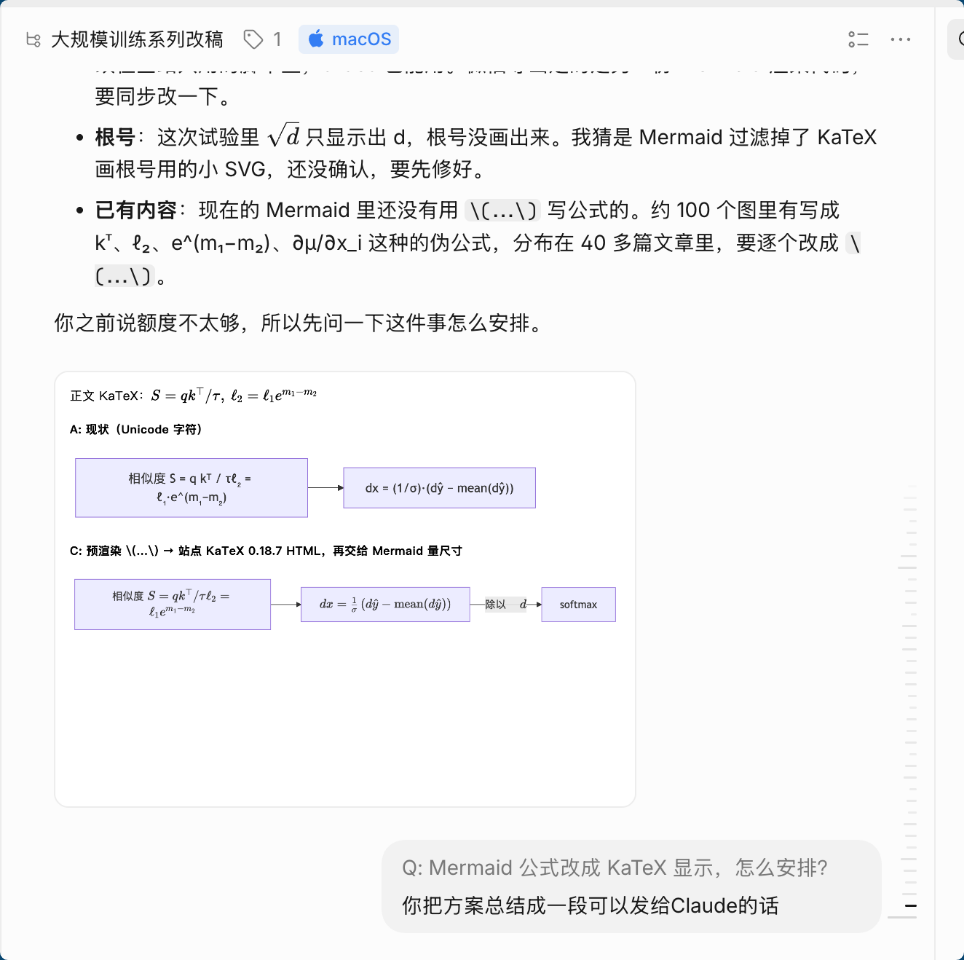 大规模训练系列改稿 1 macOS
要同步改一下。
• 根号：这次试验里 √d 只显示出 d，根号没画出来。我猜是 Mermaid 过滤掉了 KaTeX
画根号用的小 SVG，还没确认，要先修好。
• 已有内容：现在的 Mermaid 里还没有用 \(...\) 写公式的。约 100 个图里有写成
kᵀ、ℓ₂、e^(m₁−m₂)、∂μ/∂x_i 这种的伪公式，分布在 40 多篇文章里，要逐个改成 \
(...\)。
你之前说额度不太够，所以先问一下这件事怎么安排。
正文 KaTeX：S = qk⊤/τ, ℓ₂ = ℓ₁e^{m₁−m₂}
A: 现状（Unicode 字符）
相似度 S = q kᵀ / τℓ₂ =
ℓ₁·e^(m₁−m₂)
dx = (1/σ)·(dŷ − mean(dŷ))
C: 预渲染 \(...\) → 站点 KaTeX 0.18.7 HTML，再交给 Mermaid 量尺寸
相似度 S = qk⊤/τℓ₂ =
ℓ₁e^{m₁−m₂}
dx = 1/σ (dŷ − mean(dŷ))
除以 d
softmax
Q: Mermaid 公式改成 KaTeX 显示，怎么安排?
你把方案总结成一段可以发给Claude的话